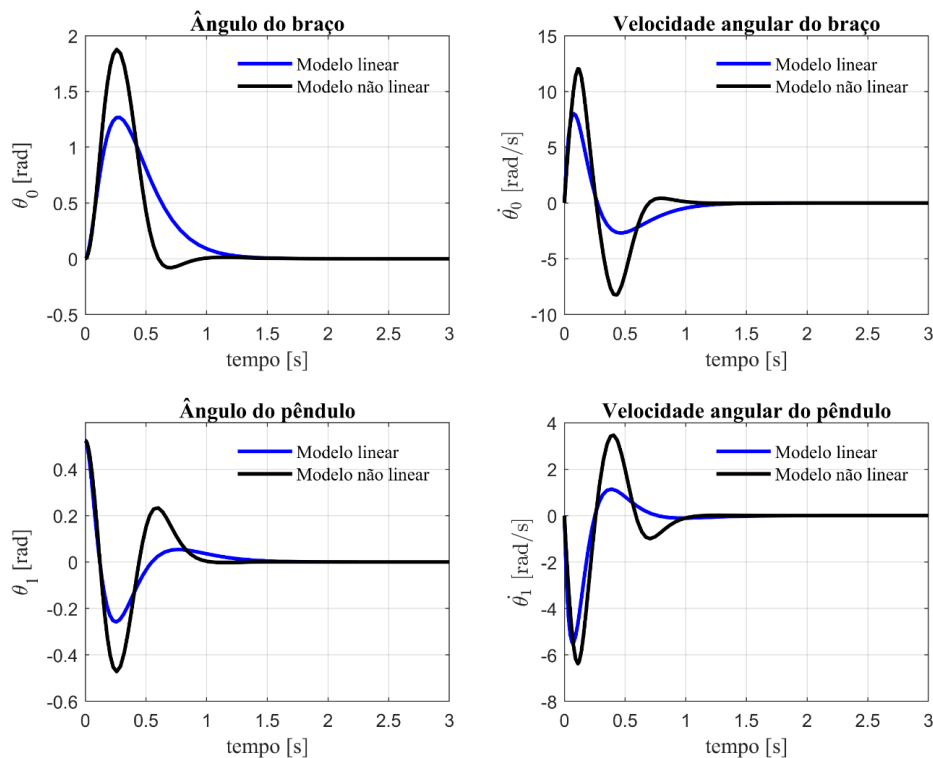 Ângulo do braço
2
1.5
1
0.5
0
-0.5
θ₀ [rad]
Modelo linear
Modelo não linear
0 0.5 1 1.5 2 2.5 3
tempo [s]
Velocidade angular do braço
15
10
5
0
-5
-10
θ̇₀ [rad/s]
Modelo linear
Modelo não linear
0 0.5 1 1.5 2 2.5 3
tempo [s]
Ângulo do pêndulo
0.4
0.2
0
-0.2
-0.4
-0.6
θ₁ [rad]
Modelo linear
Modelo não linear
0 0.5 1 1.5 2 2.5 3
tempo [s]
Velocidade angular do pêndulo
4
2
0
-2
-4
-6
-8
θ̇₁ [rad/s]
Modelo linear
Modelo não linear
0 0.5 1 1.5 2 2.5 3
tempo [s]